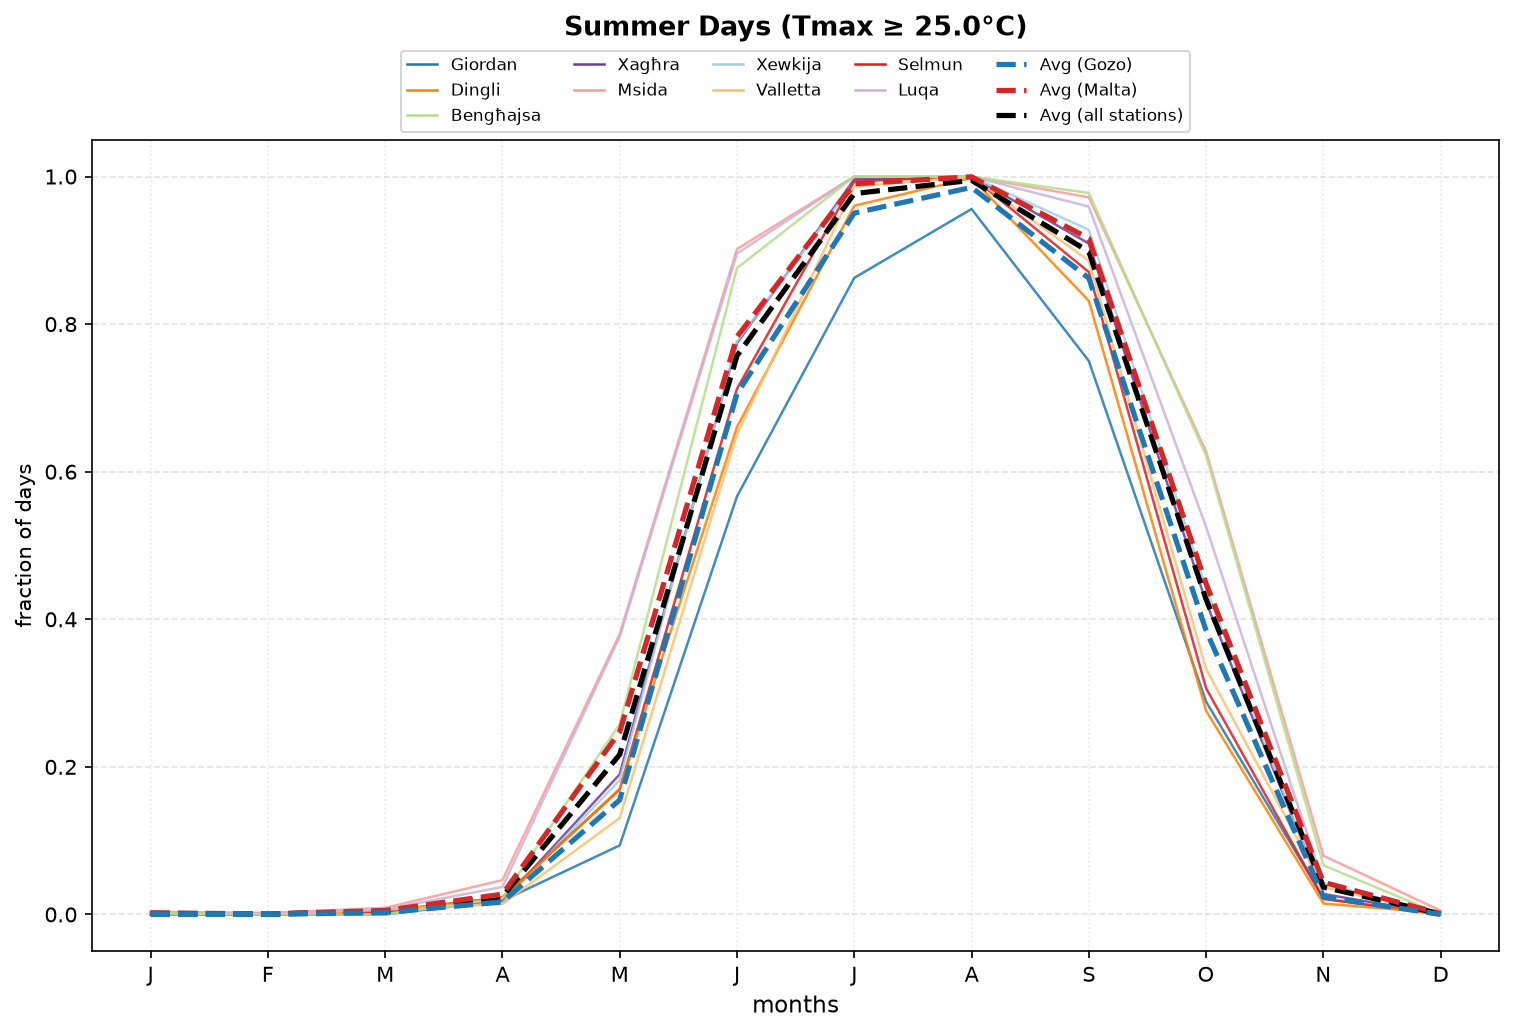 Summer Days (Tmax ≥ 25.0°C)
Giordan
Dingli
Bengħajsa
Xagħra
Msida
Xewkija
Valletta
Selmun
Luqa
Avg (Gozo)
Avg (Malta)
Avg (all stations)
fraction of days
1.0
0.8
0.6
0.4
0.2
0.0
J F M A M J J A S O N D
months